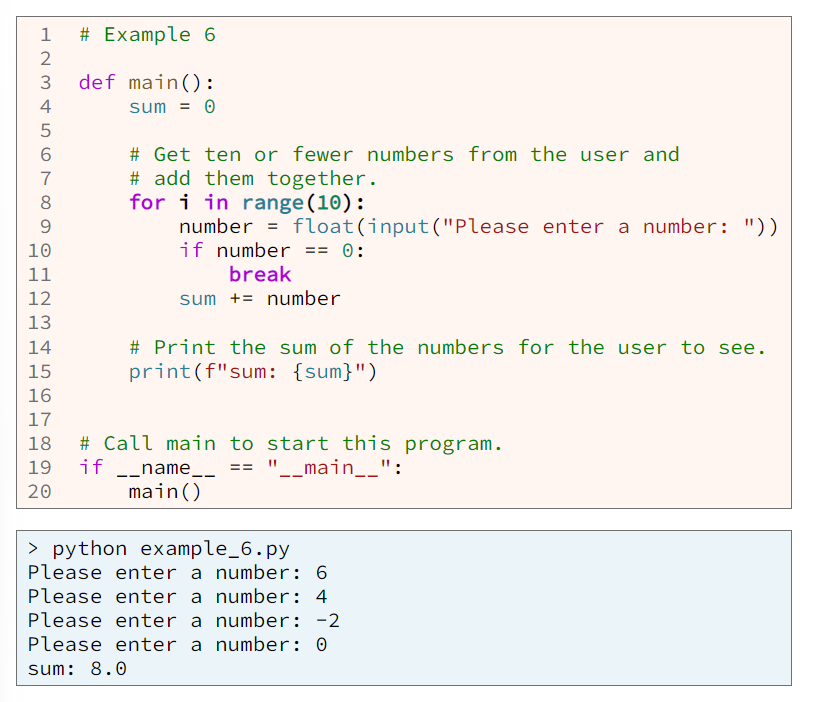 1 # Example 6
2
3 def main():
4     sum = 0
5
6     # Get ten or fewer numbers from the user and
7     # add them together.
8     for i in range(10):
9         number = float(input("Please enter a number: "))
10         if number == 0:
11             break
12         sum += number
13
14     # Print the sum of the numbers for the user to see.
15     print(f"sum: {sum}")
16
17
18 # Call main to start this program.
19 if __name__ == "__main__":
20     main()
> python example_6.py
Please enter a number: 6
Please enter a number: 4
Please enter a number: -2
Please enter a number: 0
sum: 8.0